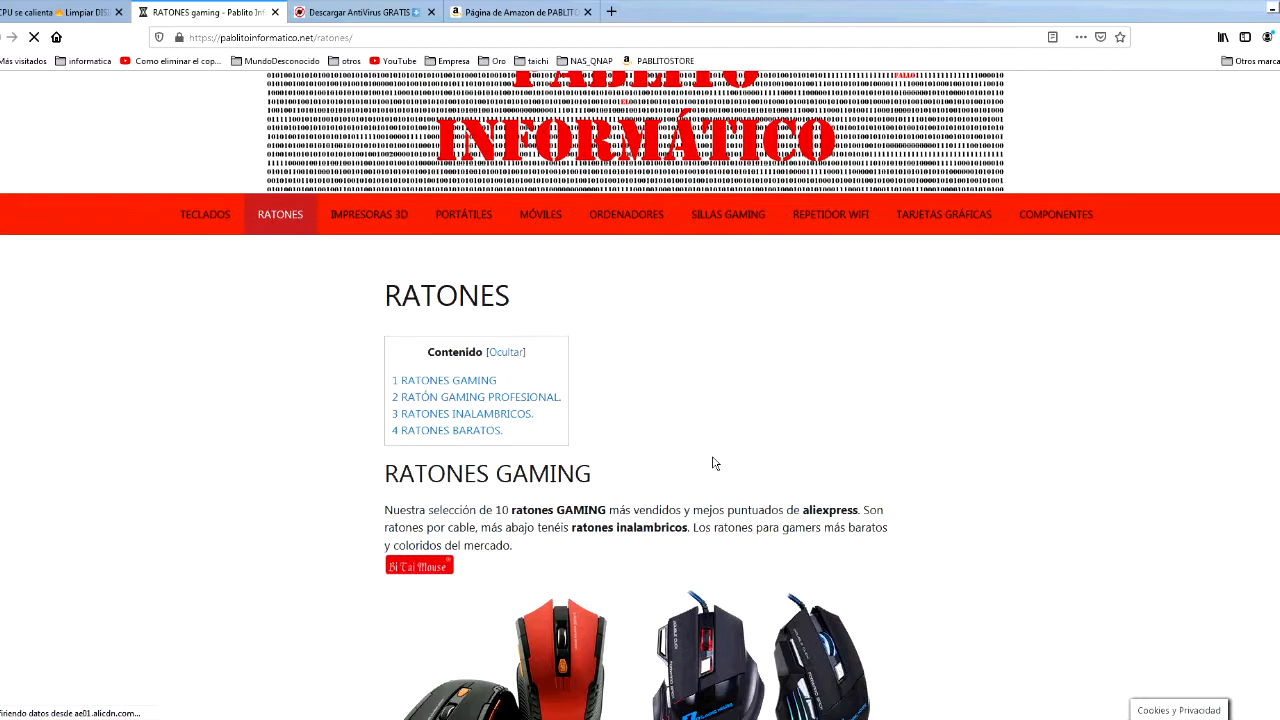 CPU se calienta Limpiar DIS
RATONES gaming - Pablito Inf
Descargar AntiVirus GRATIS
Página de Amazon de PABLITO
https://pablitoinformatico.net/ratones/
Más visitados
informatica
Como eliminar el cop...
MundoDesconocido
otros
YouTube
Empresa
Oro
taichi
NAS_QNAP
PABLITOSTORE
Otros marca
PABLITO
INFORMÁTICO
TECLADOS
RATONES
IMPRESORAS 3D
PORTÁTILES
MÓVILES
ORDENADORES
SILLAS GAMING
REPETIDOR WIFI
TARJETAS GRÁFICAS
COMPONENTES
RATONES
Contenido [Ocultar]
1 RATONES GAMING
2 RATÓN GAMING PROFESIONAL.
3 RATONES INALAMBRICOS.
4 RATONES BARATOS.
RATONES GAMING
Nuestra selección de 10 ratones GAMING más vendidos y mejos puntuados de aliexpress. Son
ratones por cable, más abajo tenéis ratones inalambricos. Los ratones para gamers más baratos
y coloridos del mercado.
Bi Tal Mouse
firiendo datos desde ae01.alicdn.com...
Cookies y Privacidad